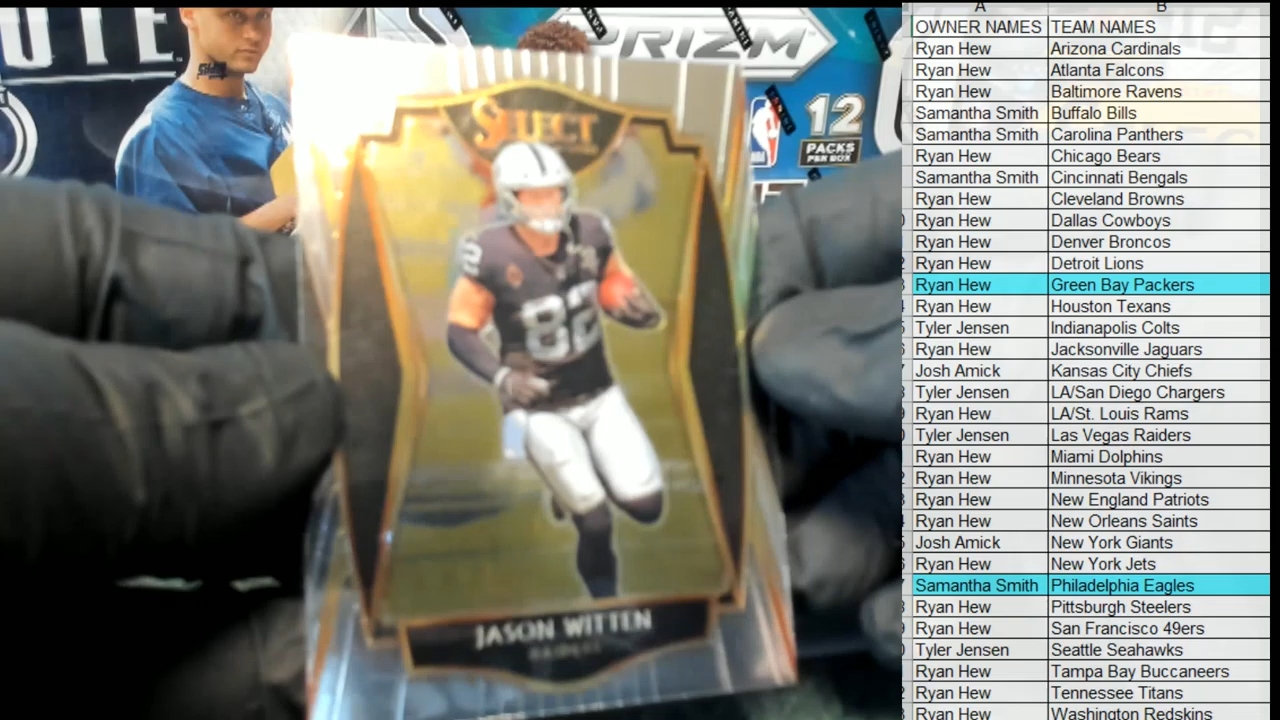 UTE
PRIZM
NBA
12
PACKS
PER BOX
SELECT
82
82
JASON WITTEN
RAIDERS
A B
OWNER NAMES TEAM NAMES
Ryan Hew Arizona Cardinals
Ryan Hew Atlanta Falcons
Ryan Hew Baltimore Ravens
Samantha Smith Buffalo Bills
Samantha Smith Carolina Panthers
Ryan Hew Chicago Bears
Samantha Smith Cincinnati Bengals
Ryan Hew Cleveland Browns
Ryan Hew Dallas Cowboys
Ryan Hew Denver Broncos
Ryan Hew Detroit Lions
Ryan Hew Green Bay Packers
Ryan Hew Houston Texans
Tyler Jensen Indianapolis Colts
Ryan Hew Jacksonville Jaguars
Josh Amick Kansas City Chiefs
Tyler Jensen LA/San Diego Chargers
Ryan Hew LA/St. Louis Rams
Tyler Jensen Las Vegas Raiders
Ryan Hew Miami Dolphins
Ryan Hew Minnesota Vikings
Ryan Hew New England Patriots
Ryan Hew New Orleans Saints
Josh Amick New York Giants
Ryan Hew New York Jets
Samantha Smith Philadelphia Eagles
Ryan Hew Pittsburgh Steelers
Ryan Hew San Francisco 49ers
Tyler Jensen Seattle Seahawks
Ryan Hew Tampa Bay Buccaneers
Ryan Hew Tennessee Titans
Ryan Hew Washington Redskins